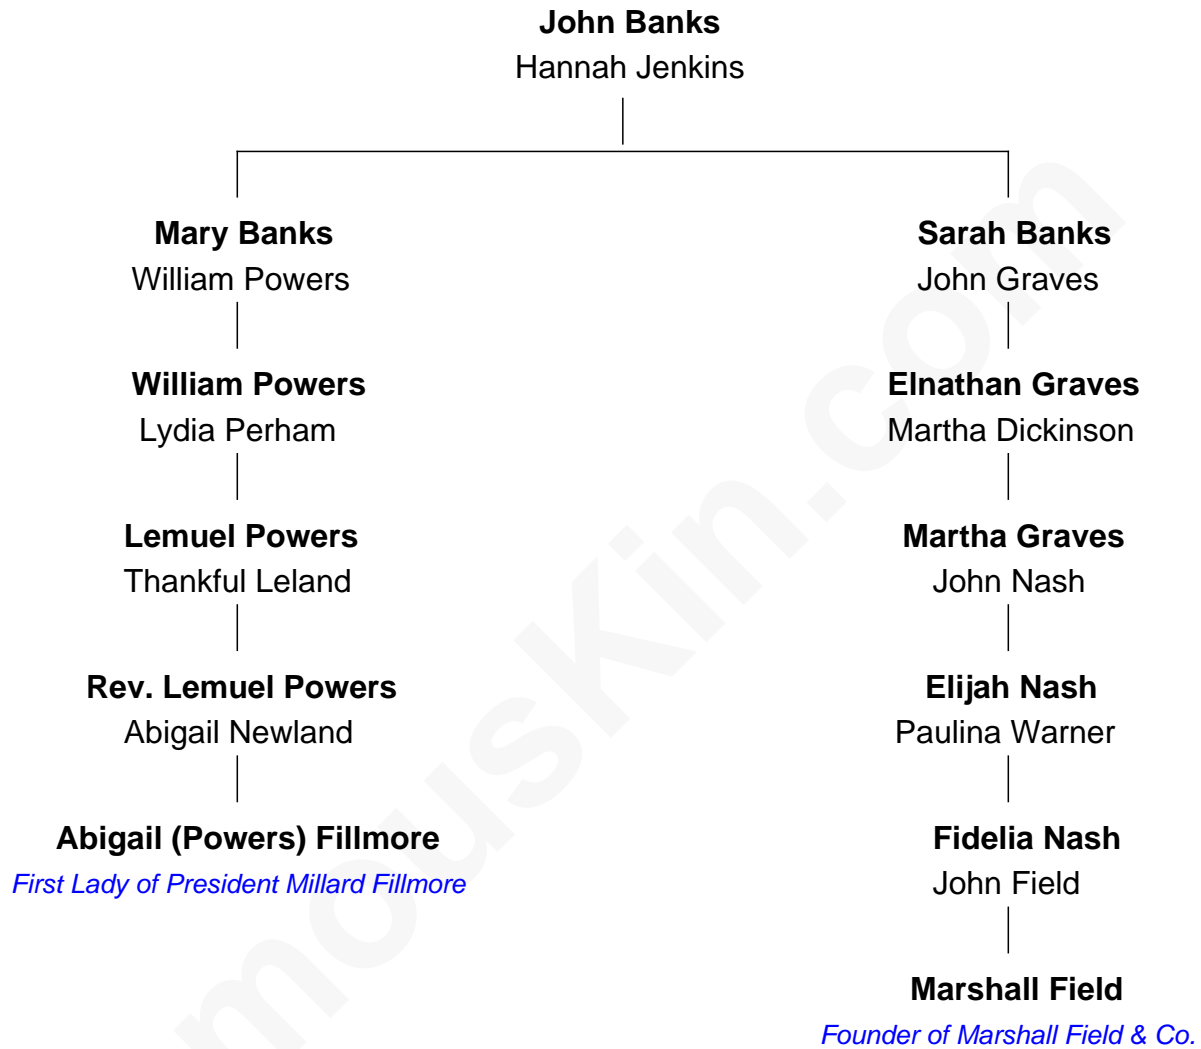 John Banks
Hannah Jenkins
Mary Banks
William Powers
Sarah Banks
John Graves
William Powers
Lydia Perham
Elnathan Graves
Martha Dickinson
Lemuel Powers
Thankful Leland
Martha Graves
John Nash
Rev. Lemuel Powers
Abigail Newland
Elijah Nash
Paulina Warner
Abigail (Powers) Fillmore
First Lady of President Millard Fillmore
Fidelia Nash
John Field
Marshall Field
Founder of Marshall Field & Co.
mousKin.com